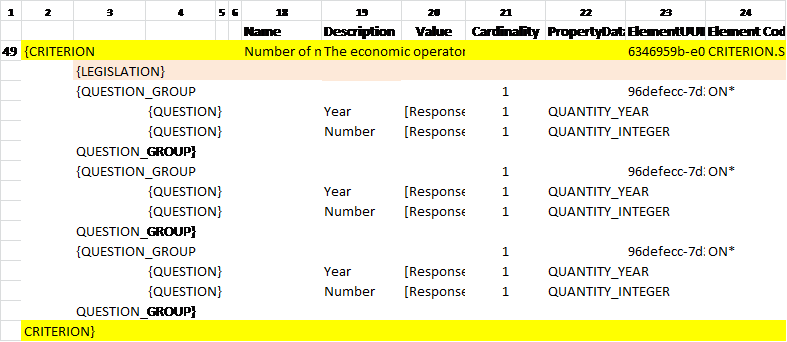 1 2 3 4 5 6 18 19 20 21 22 23 24
Name Description Value Cardinality PropertyDat ElementUUI Element Cod
49 {CRITERION Number of n The economic operator 6346959b-e0 CRITERION.S
{LEGISLATION}
{QUESTION_GROUP 1 96defecc-7d ON*
{QUESTION} Year [Response 1 QUANTITY_YEAR
{QUESTION} Number [Response 1 QUANTITY_INTEGER
QUESTION_GROUP}
{QUESTION_GROUP 1 96defecc-7d ON*
{QUESTION} Year [Response 1 QUANTITY_YEAR
{QUESTION} Number [Response 1 QUANTITY_INTEGER
QUESTION_GROUP}
{QUESTION_GROUP 1 96defecc-7d ON*
{QUESTION} Year [Response 1 QUANTITY_YEAR
{QUESTION} Number [Response 1 QUANTITY_INTEGER
QUESTION_GROUP}
CRITERION}